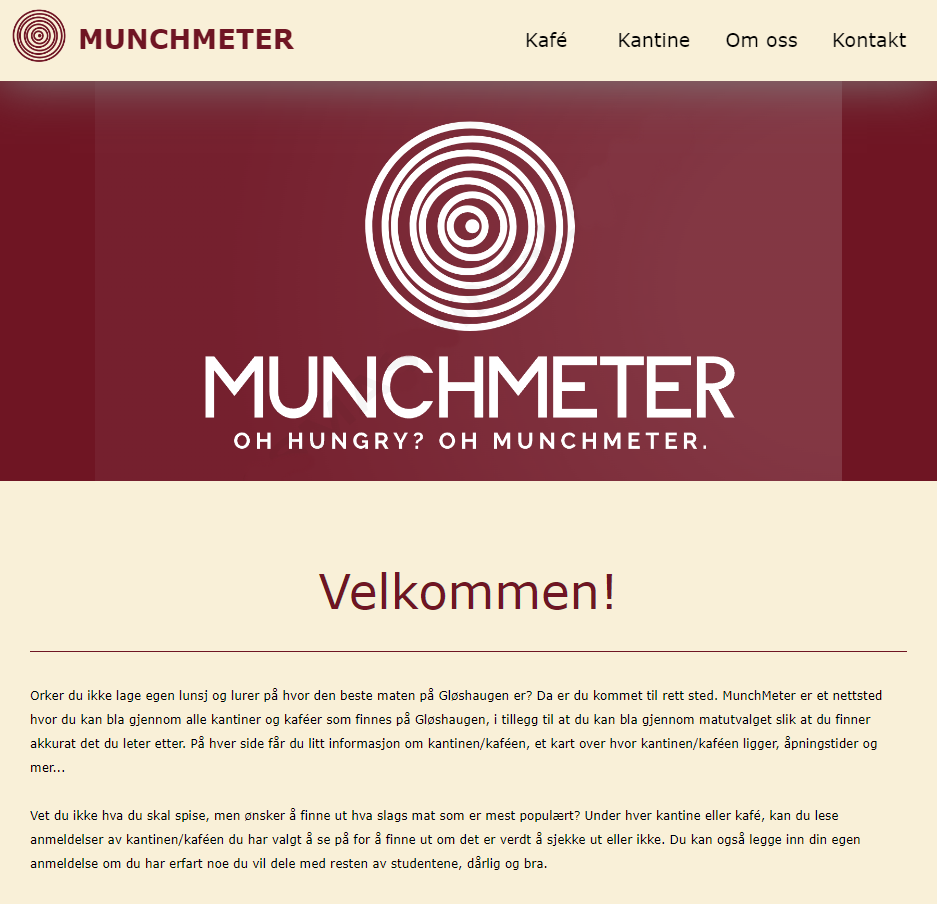 MUNCHMETER
Kafé Kantine Om oss Kontakt
MUNCHMETER
OH HUNGRY? OH MUNCHMETER.
Velkommen!
Orker du ikke lage egen lunsj og lurer på hvor den beste maten på Gløshaugen er? Da er du kommet til rett sted. MunchMeter er et nettsted
hvor du kan bla gjennom alle kantiner og kaféer som finnes på Gløshaugen, i tillegg til at du kan bla gjennom matutvalget slik at du finner
akkurat det du leter etter. På hver side får du litt informasjon om kantinen/kaféen, et kart over hvor kantinen/kaféen ligger, åpningstider og
mer...
Vet du ikke hva du skal spise, men ønsker å finne ut hva slags mat som er mest populært? Under hver kantine eller kafé, kan du lese
anmeldelser av kantinen/kaféen du har valgt å se på for å finne ut om det er verdt å sjekke ut eller ikke. Du kan også legge inn din egen
anmeldelse om du har erfart noe du vil dele med resten av studentene, dårlig og bra.